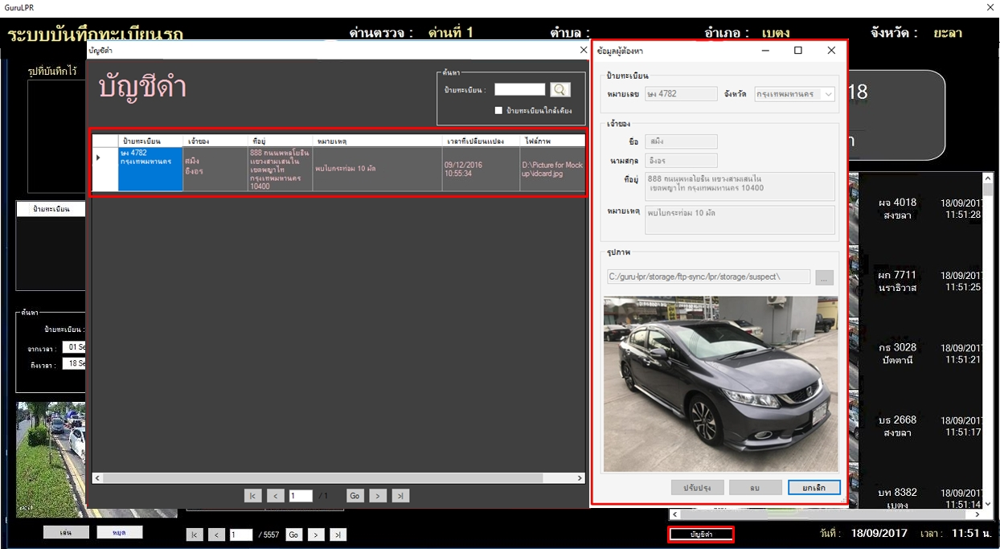 GuruLPR
ระบบบันทึกทะเบียนรถ
ด่านตรวจ : ด่านที่ 1
ตำบล :
อำเภอ : เบตง
จังหวัด : ยะลา
รูปที่บันทึกไว้
ป้ายทะเบียน
ค้นหา
ป้ายทะเบียน :
จากเวลา : 01 Se
ถึงเวลา : 18 Se
เล่น
หยุด
บัญชีดำ
บัญชีดำ
ค้นหา
ป้ายทะเบียน :
ป้ายทะเบียนใกล้เคียง
ป้ายทะเบียน เจ้าของ ที่อยู่ หมายเหตุ เวลาที่เปลี่ยนแปลง ไฟล์ภาพ
ษง 4782
กรุงเทพมหานคร
สมิง
อิงอร
888 ถนนพหลโยธิน
แขวงสามเสนใน
เขตพญาไท
กรุงเทพมหานคร
10400
พบใบกระท่อม 10 มัด
09/12/2016
10:55:34
D:\Picture for Mock
up\idcard.jpg
|< < 1 / 1 Go > >|
|< < 1 / 5557 Go > >|
ข้อมูลผู้ต้องหา
ป้ายทะเบียน
หมายเลข ษง 4782 จังหวัด กรุงเทพมหานคร
เจ้าของ
ชื่อ สมิง
นามสกุล อิงอร
ที่อยู่ 888 ถนนพหลโยธิน แขวงสามเสนใน
เขตพญาไท กรุงเทพมหานคร 10400
หมายเหตุ พบใบกระท่อม 10 มัด
รูปภาพ
C:/guru-lpr/storage/ftp-sync/lpr/storage/suspect\ ...
ปรับปรุง ลบ ยกเลิก
18
ผจ 4018 18/09/2017
สงขลา 11:51:28
ผก 7711 18/09/2017
นราธิวาส 11:51:25
กธ 3028 18/09/2017
ปัตตานี 11:51:21
บธ 2668 18/09/2017
สงขลา 11:51:17
บท 8382 18/09/2017
เบตง 11:51:14
บัญชีดำ
วันที่ : 18/09/2017 เวลา : 11:51 น.